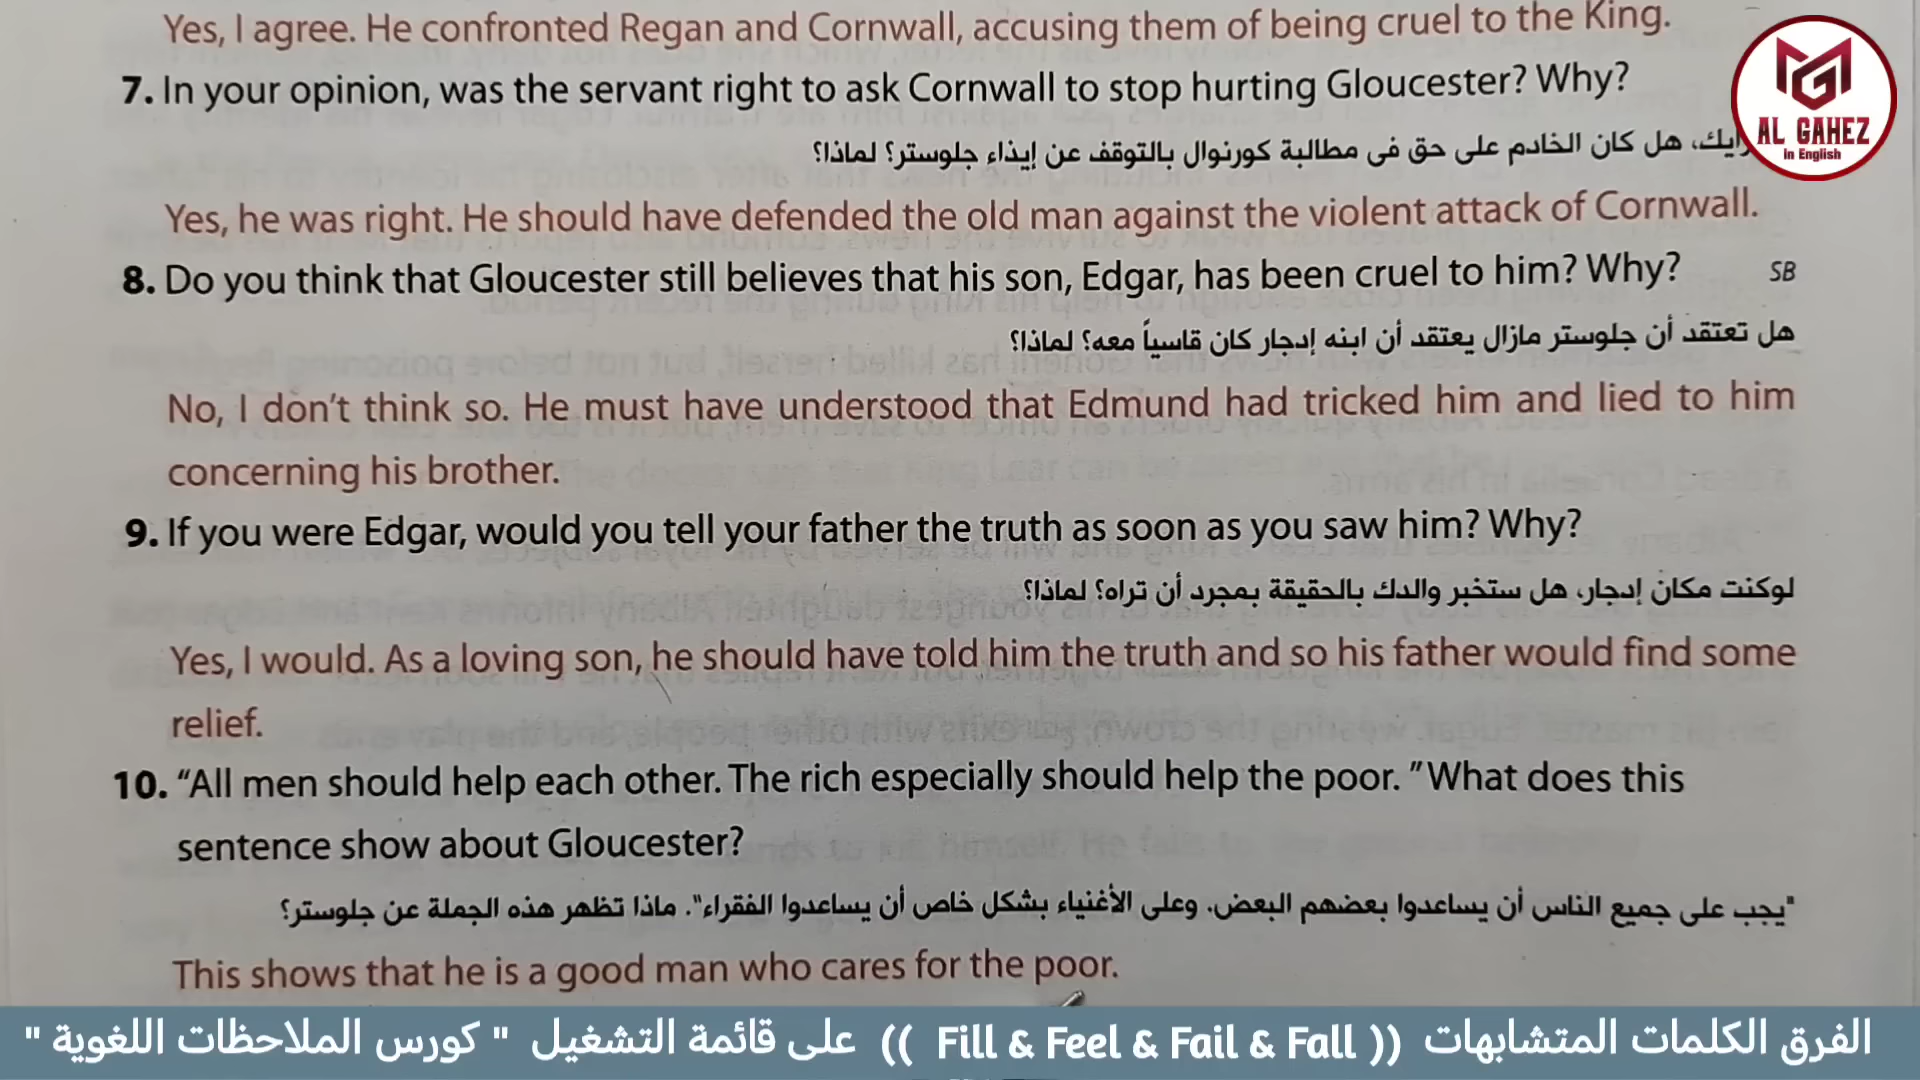 Yes, I agree. He confronted Regan and Cornwall, accusing them of being cruel to the King.
AL GAHEZ
in English
7. In your opinion, was the servant right to ask Cornwall to stop hurting Gloucester? Why?
رايك، هل كان الخادم على حق فى مطالبة كورنوال بالتوقف عن إيذاء جلوستر؟ لماذا؟
Yes, he was right. He should have defended the old man against the violent attack of Cornwall.
8. Do you think that Gloucester still believes that his son, Edgar, has been cruel to him? Why? SB
هل تعتقد أن جلوستر مازال يعتقد أن ابنه إدجار كان قاسياً معه؟ لماذا؟
No, I don't think so. He must have understood that Edmund had tricked him and lied to him
concerning his brother.
9. If you were Edgar, would you tell your father the truth as soon as you saw him? Why?
لوكنت مكان إدجار، هل ستخبر والدك بالحقيقة بمجرد أن تراه؟ لماذا؟
Yes, I would. As a loving son, he should have told him the truth and so his father would find some
relief.
10. “All men should help each other. The rich especially should help the poor. ”What does this
sentence show about Gloucester?
"يجب على جميع الناس أن يساعدوا بعضهم البعض، وعلى الأغنياء بشكل خاص أن يساعدوا الفقراء". ماذا تظهر هذه الجملة عن جلوستر؟
This shows that he is a good man who cares for the poor.
الفرق الكلمات المتشابهات (( Fill & Feel & Fail & Fall )) على قائمة التشغيل " كورس الملاحظات اللغوية "